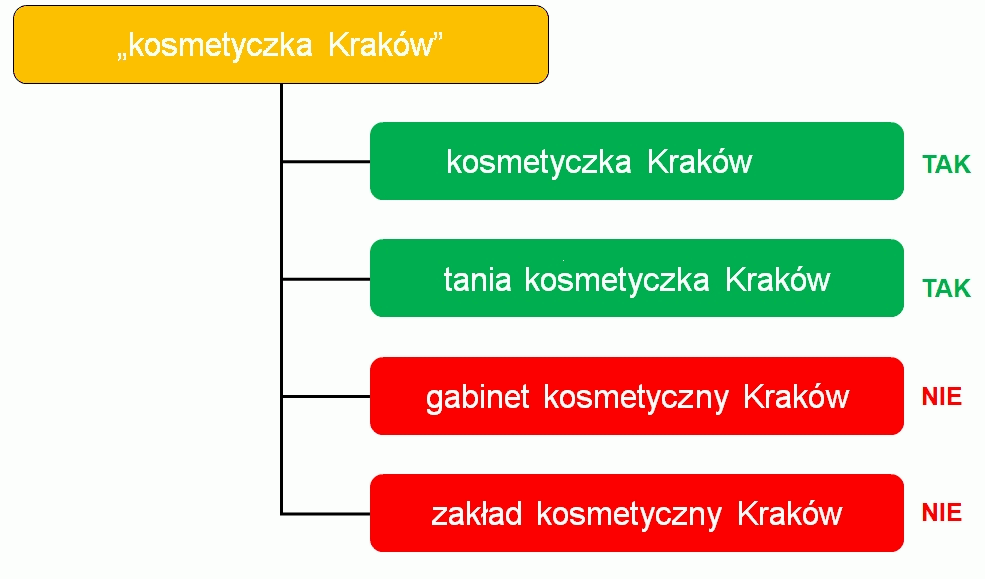 „kosmetyczka Kraków”
kosmetyczka Kraków
TAK
tania kosmetyczka Kraków
TAK
gabinet kosmetyczny Kraków
NIE
zakład kosmetyczny Kraków
NIE